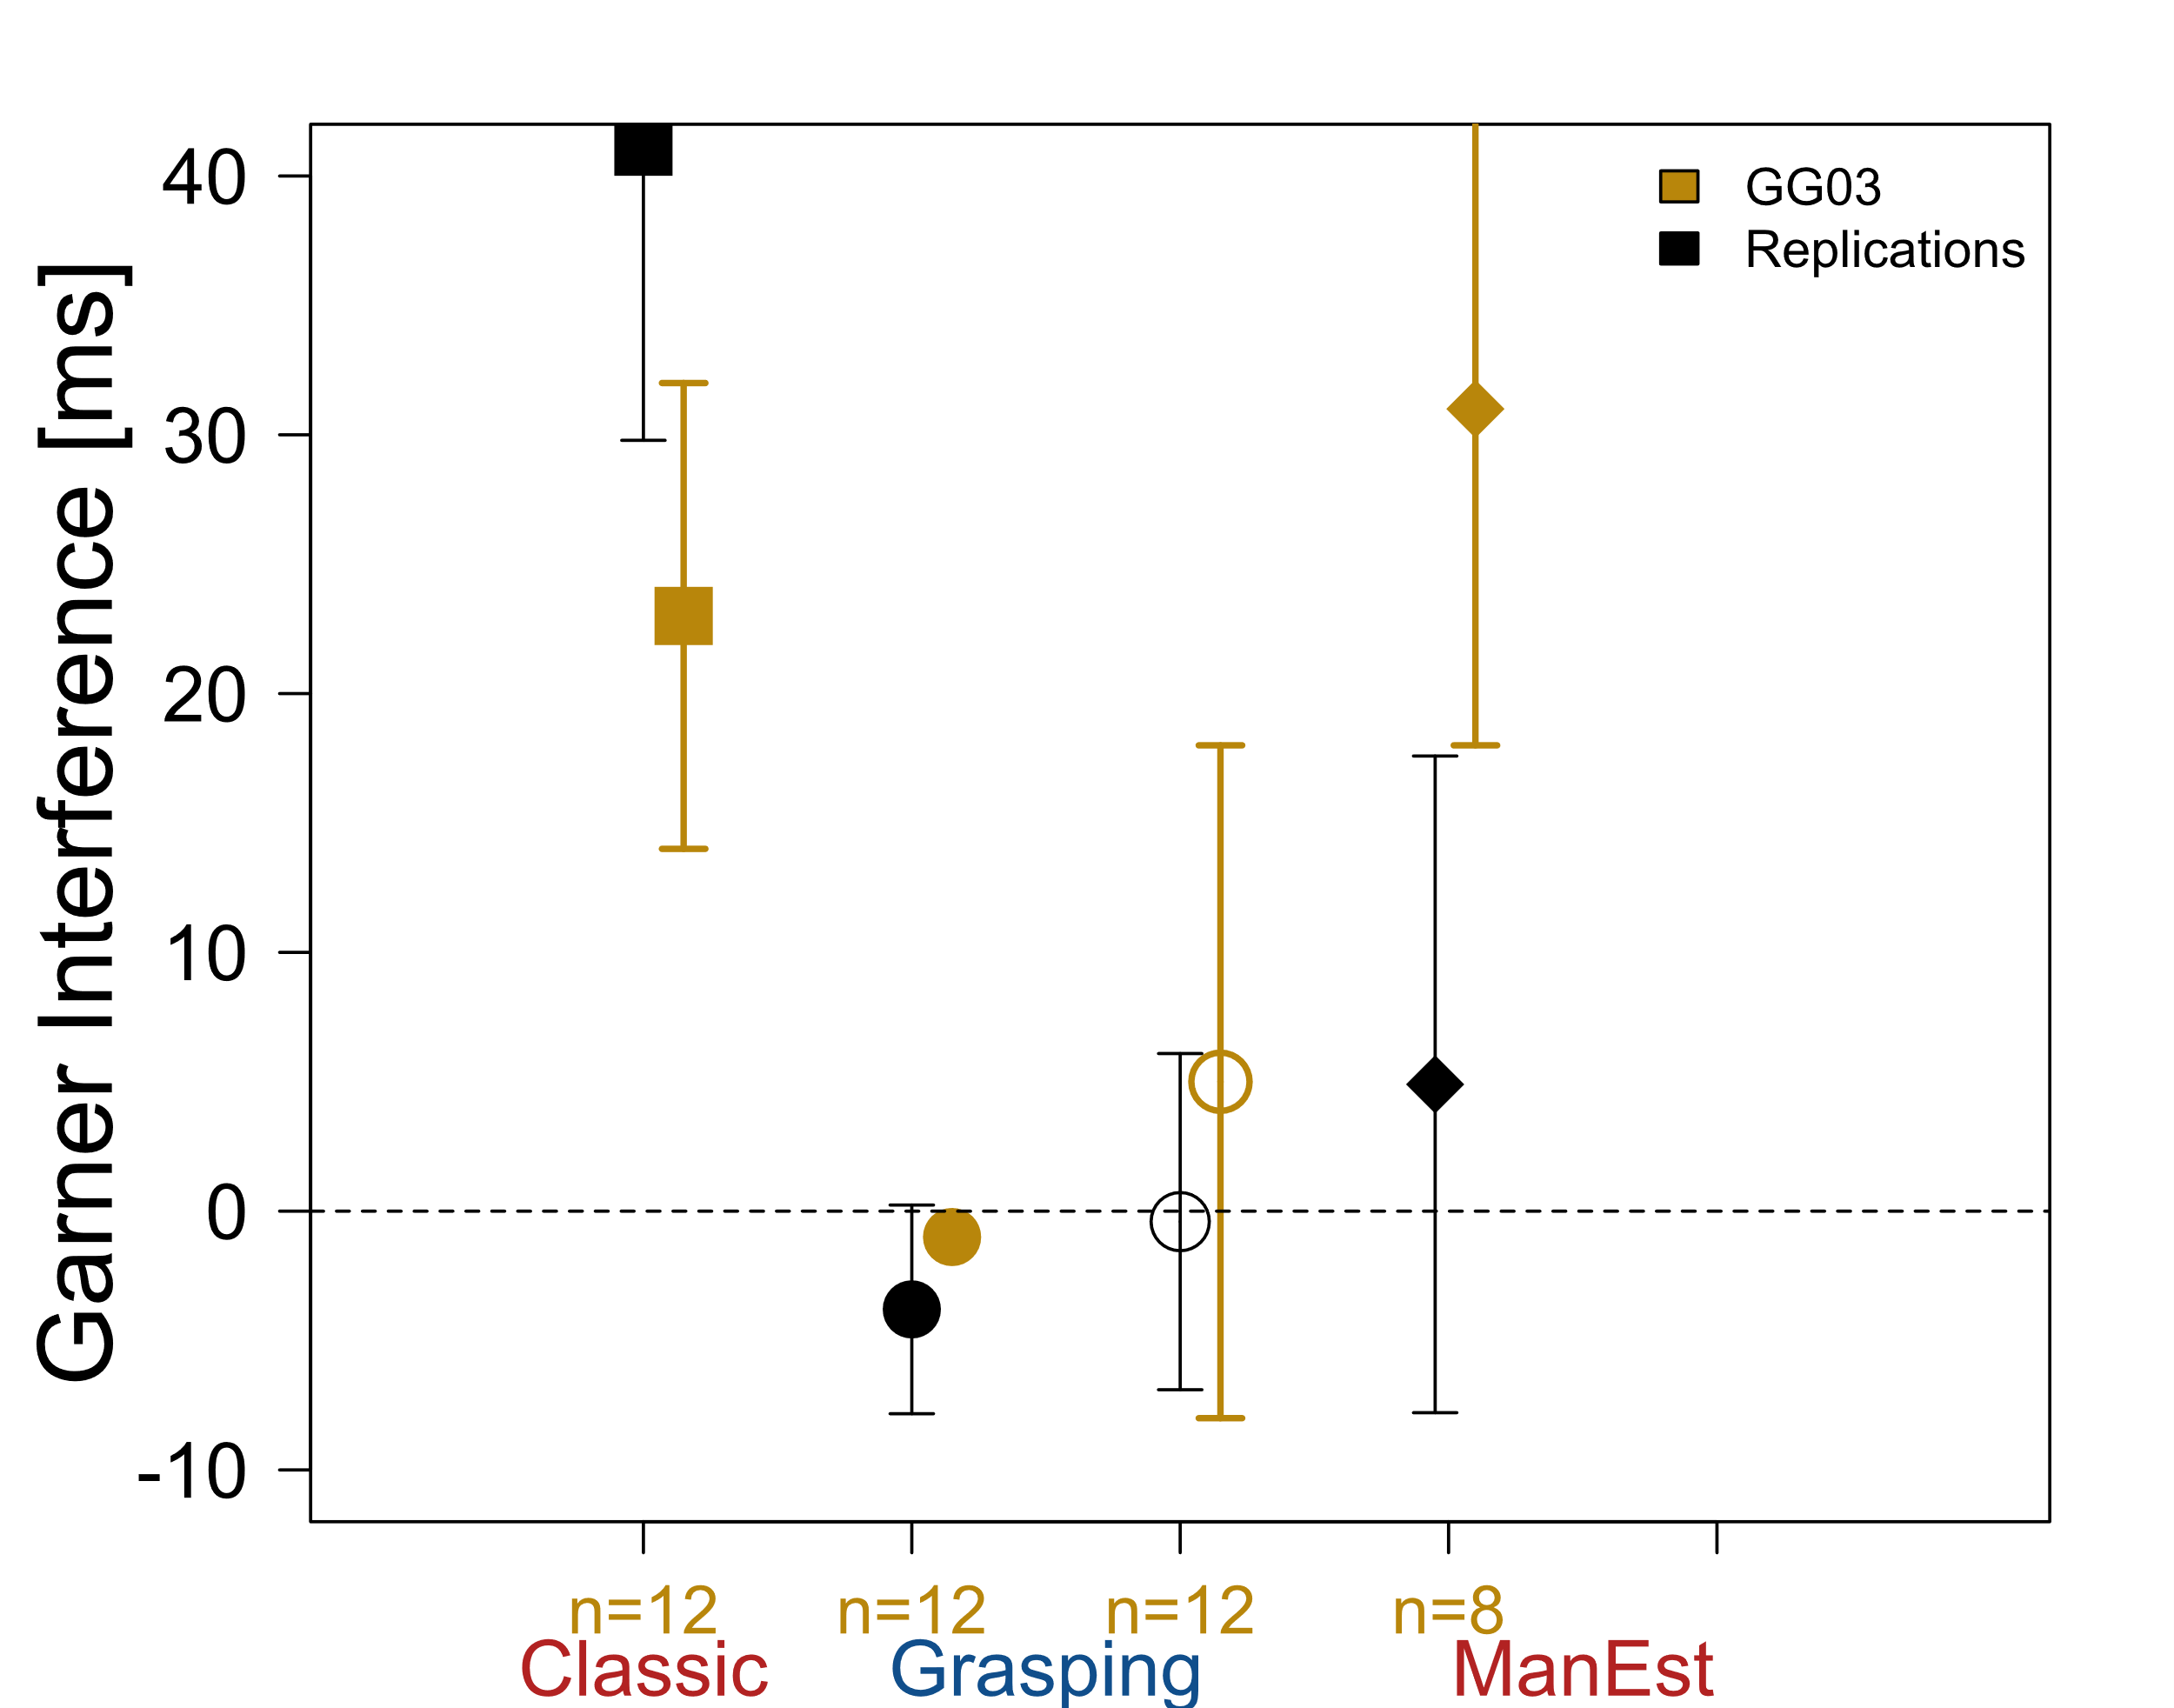 Garner Interference [ms]
40
30
20
10
0
-10
GG03
Replications
n=12 n=12 n=12 n=8
Classic Grasping ManEst